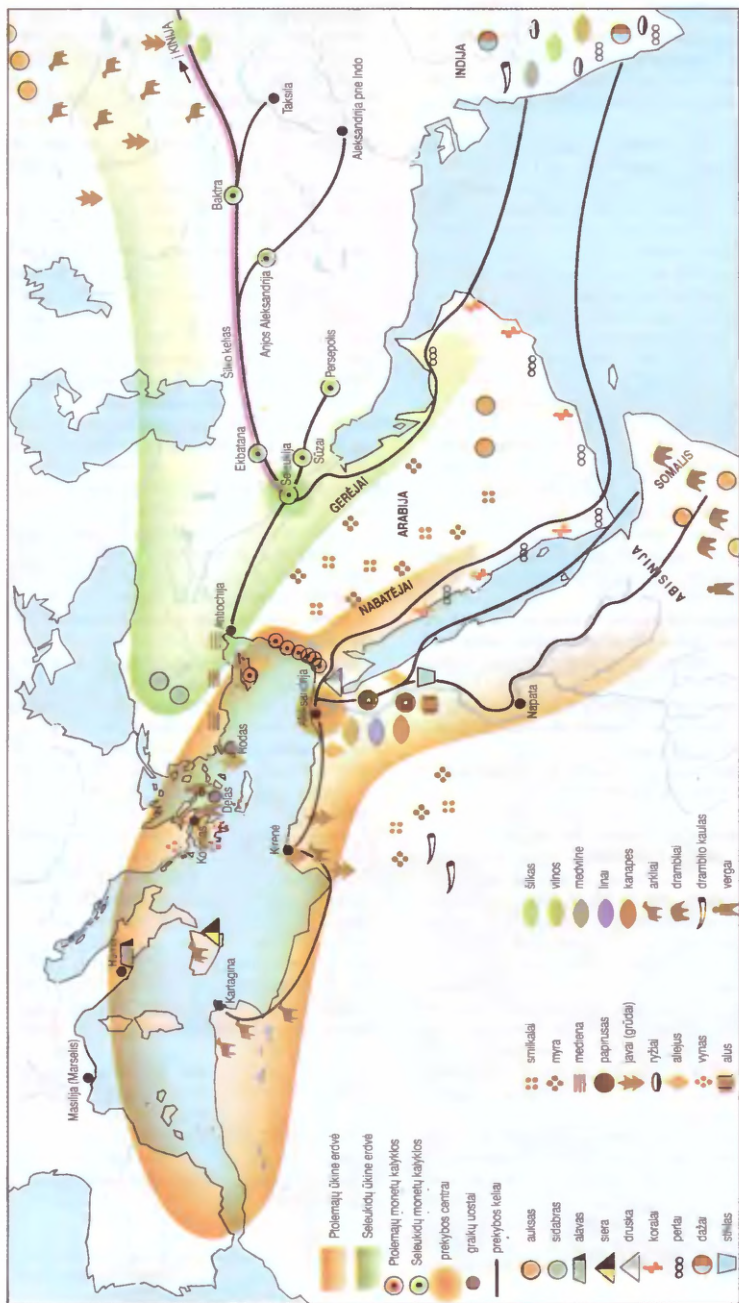 Į KINIJĄ
INDIJA
Taksila
Aleksandrija prie Indo
Baktra
Arijos Aleksandrija
Šilko kelias
Persepolis
Ekbatana
Sūzai
Seleukija
GERĖJAI
ARABIJA
NABATĖJAI
SOMALIS
ABISINIJA
Antiochija
Aleksandrija
Napata
Rodas
Delas
Kirenė
Kartagina
Masilija (Marselis)
Ptolemajų ūkinė erdvė
Seleukidų ūkinė erdvė
Ptolemajų monetų kalyklos
Seleukidų monetų kalyklos
prekybos centrai
graikų uostai
prekybos keliai
auksas
sidabras
alavas
siera
druska
koralai
perlai
dažai
stiklas
smilkalai
myra
mediena
papirusas
javai (grūdai)
ryžiai
aliejus
vynas
alus
šilkas
vilnos
medvilnė
linai
kanapės
arkliai
drambliai
dramblio kaulas
vergai